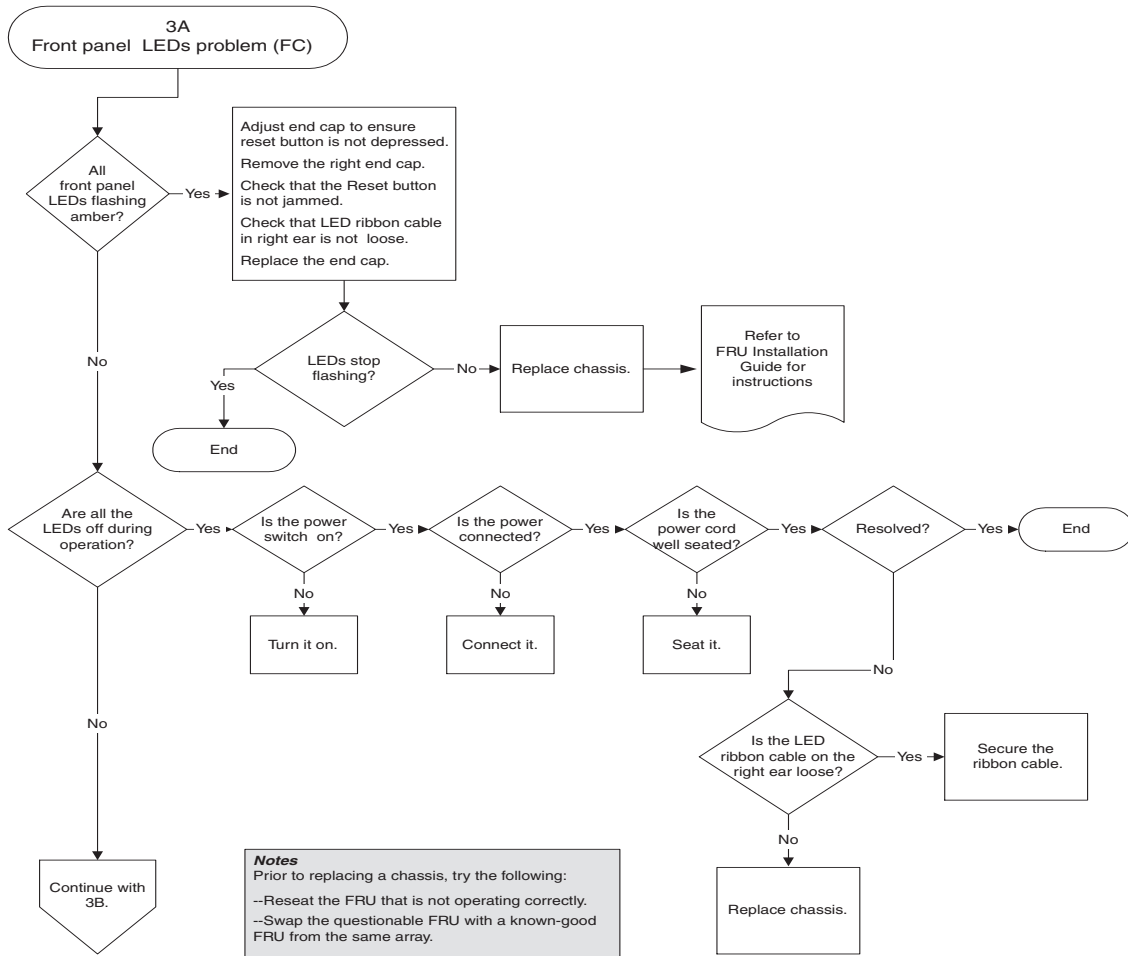 3A
Front panel LEDs problem (FC)
All
front panel
LEDs flashing
amber?
Yes
Adjust end cap to ensure
reset button is not depressed.
Remove the right end cap.
Check that the Reset button
is not jammed.
Check that LED ribbon cable
in right ear is not loose.
Replace the end cap.
No
LEDs stop
flashing?
No
Replace chassis.
Refer to
FRU Installation
Guide for
instructions
Yes
End
Are all the
LEDs off during
operation?
Yes
Is the power
switch on?
Yes
Is the power
connected?
Yes
Is the
power cord
well seated?
Yes
Resolved?
Yes
End
No
Turn it on.
No
Connect it.
No
Seat it.
No
No
Is the LED
ribbon cable on the
right ear loose?
Yes
Secure the
ribbon cable.
No
Replace chassis.
Continue with
3B.
Notes
Prior to replacing a chassis, try the following:
--Reseat the FRU that is not operating correctly.
--Swap the questionable FRU with a known-good
FRU from the same array.